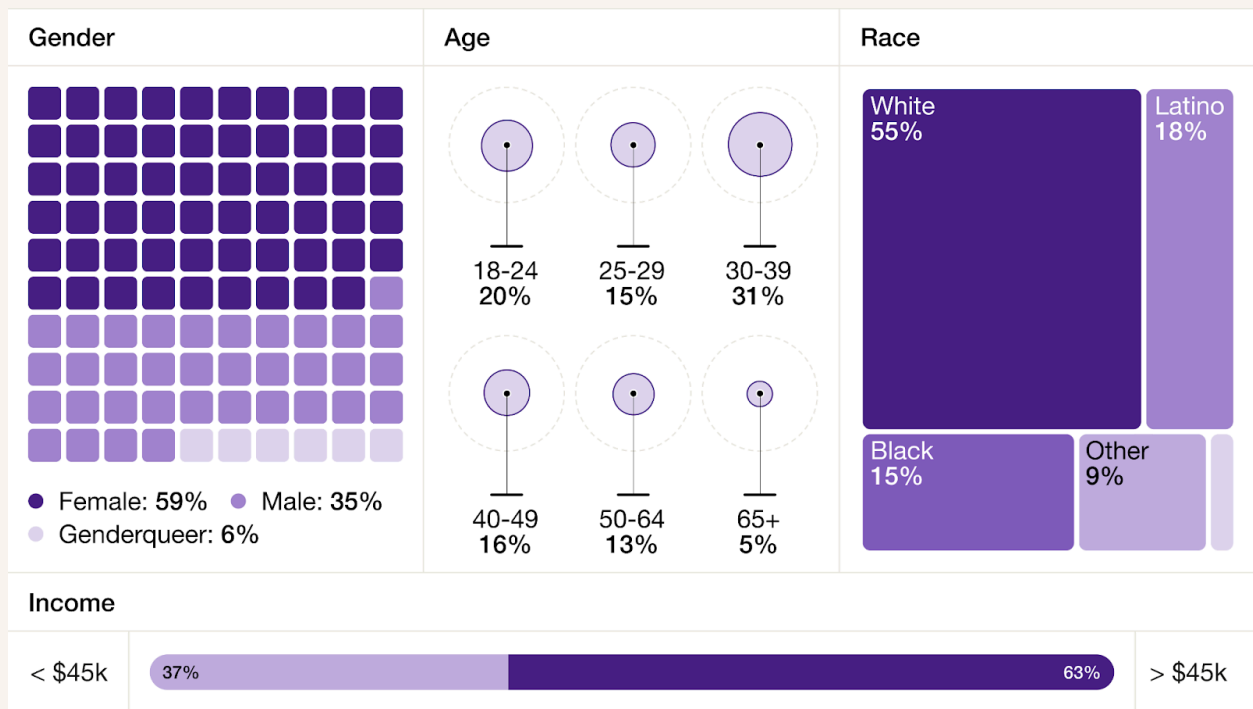 Gender
Female: 59% Male: 35%
Genderqueer: 6%
Age
18-24 25-29 30-39
20% 15% 31%
40-49 50-64 65+
16% 13% 5%
Race
White Latino
55% 18%
Black Other
15% 9%
Income
< $45k 37% 63% > $45k